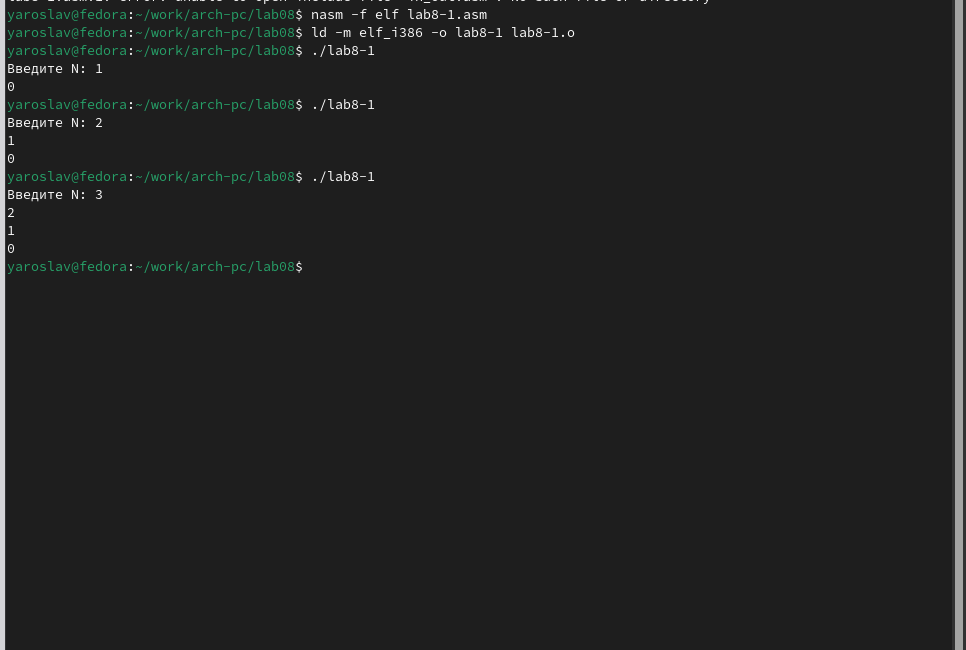 yaroslav@fedora:~/work/arch-pc/lab08$ nasm -f elf lab8-1.asm
yaroslav@fedora:~/work/arch-pc/lab08$ ld -m elf_i386 -o lab8-1 lab8-1.o
yaroslav@fedora:~/work/arch-pc/lab08$ ./lab8-1
Введите N: 1
0
yaroslav@fedora:~/work/arch-pc/lab08$ ./lab8-1
Введите N: 2
1
0
yaroslav@fedora:~/work/arch-pc/lab08$ ./lab8-1
Введите N: 3
2
1
0
yaroslav@fedora:~/work/arch-pc/lab08$